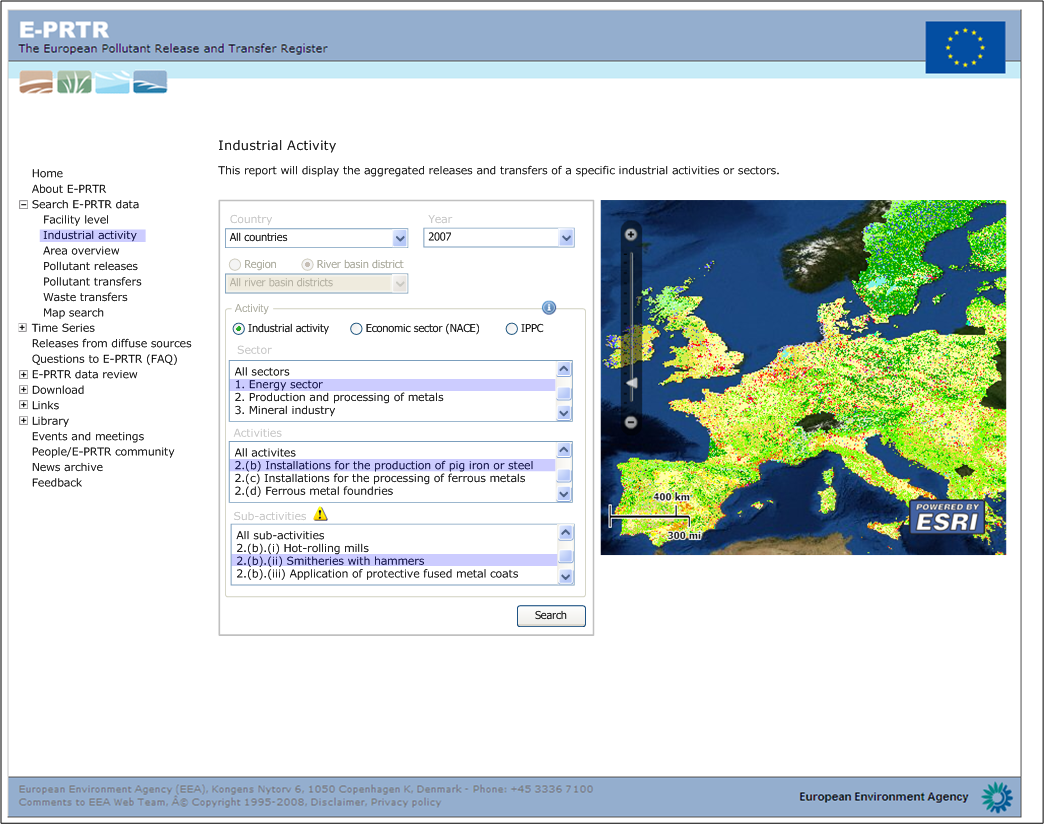 E-PRTR
The European Pollutant Release and Transfer Register
Industrial Activity
This report will display the aggregated releases and transfers of a specific industrial activities or sectors.
Home
About E-PRTR
Search E-PRTR data
Facility level
Industrial activity
Area overview
Pollutant releases
Pollutant transfers
Waste transfers
Map search
Time Series
Releases from diffuse sources
Questions to E-PRTR (FAQ)
E-PRTR data review
Download
Links
Library
Events and meetings
People/E-PRTR community
News archive
Feedback
Country Year
All countries 2007
Region River basin district
All river basin districts
Activity
Industrial activity Economic sector (NACE) IPPC
Sector
All sectors
1. Energy sector
2. Production and processing of metals
3. Mineral industry
Activities
All activites
2.(b) Installations for the production of pig iron or steel
2.(c) Installations for the processing of ferrous metals
2.(d) Ferrous metal foundries
Sub-activities
All sub-activities
2.(b).(i) Hot-rolling mills
2.(b).(ii) Smitheries with hammers
2.(b).(iii) Application of protective fused metal coats
Search
400 km
300 mi
POWERED BY
ESRI
European Environment Agency (EEA), Kongens Nytorv 6, 1050 Copenhagen K, Denmark - Phone: +45 3336 7100
Comments to EEA Web Team, Â© Copyright 1995-2008. Disclaimer. Privacy policy
European Environment Agency